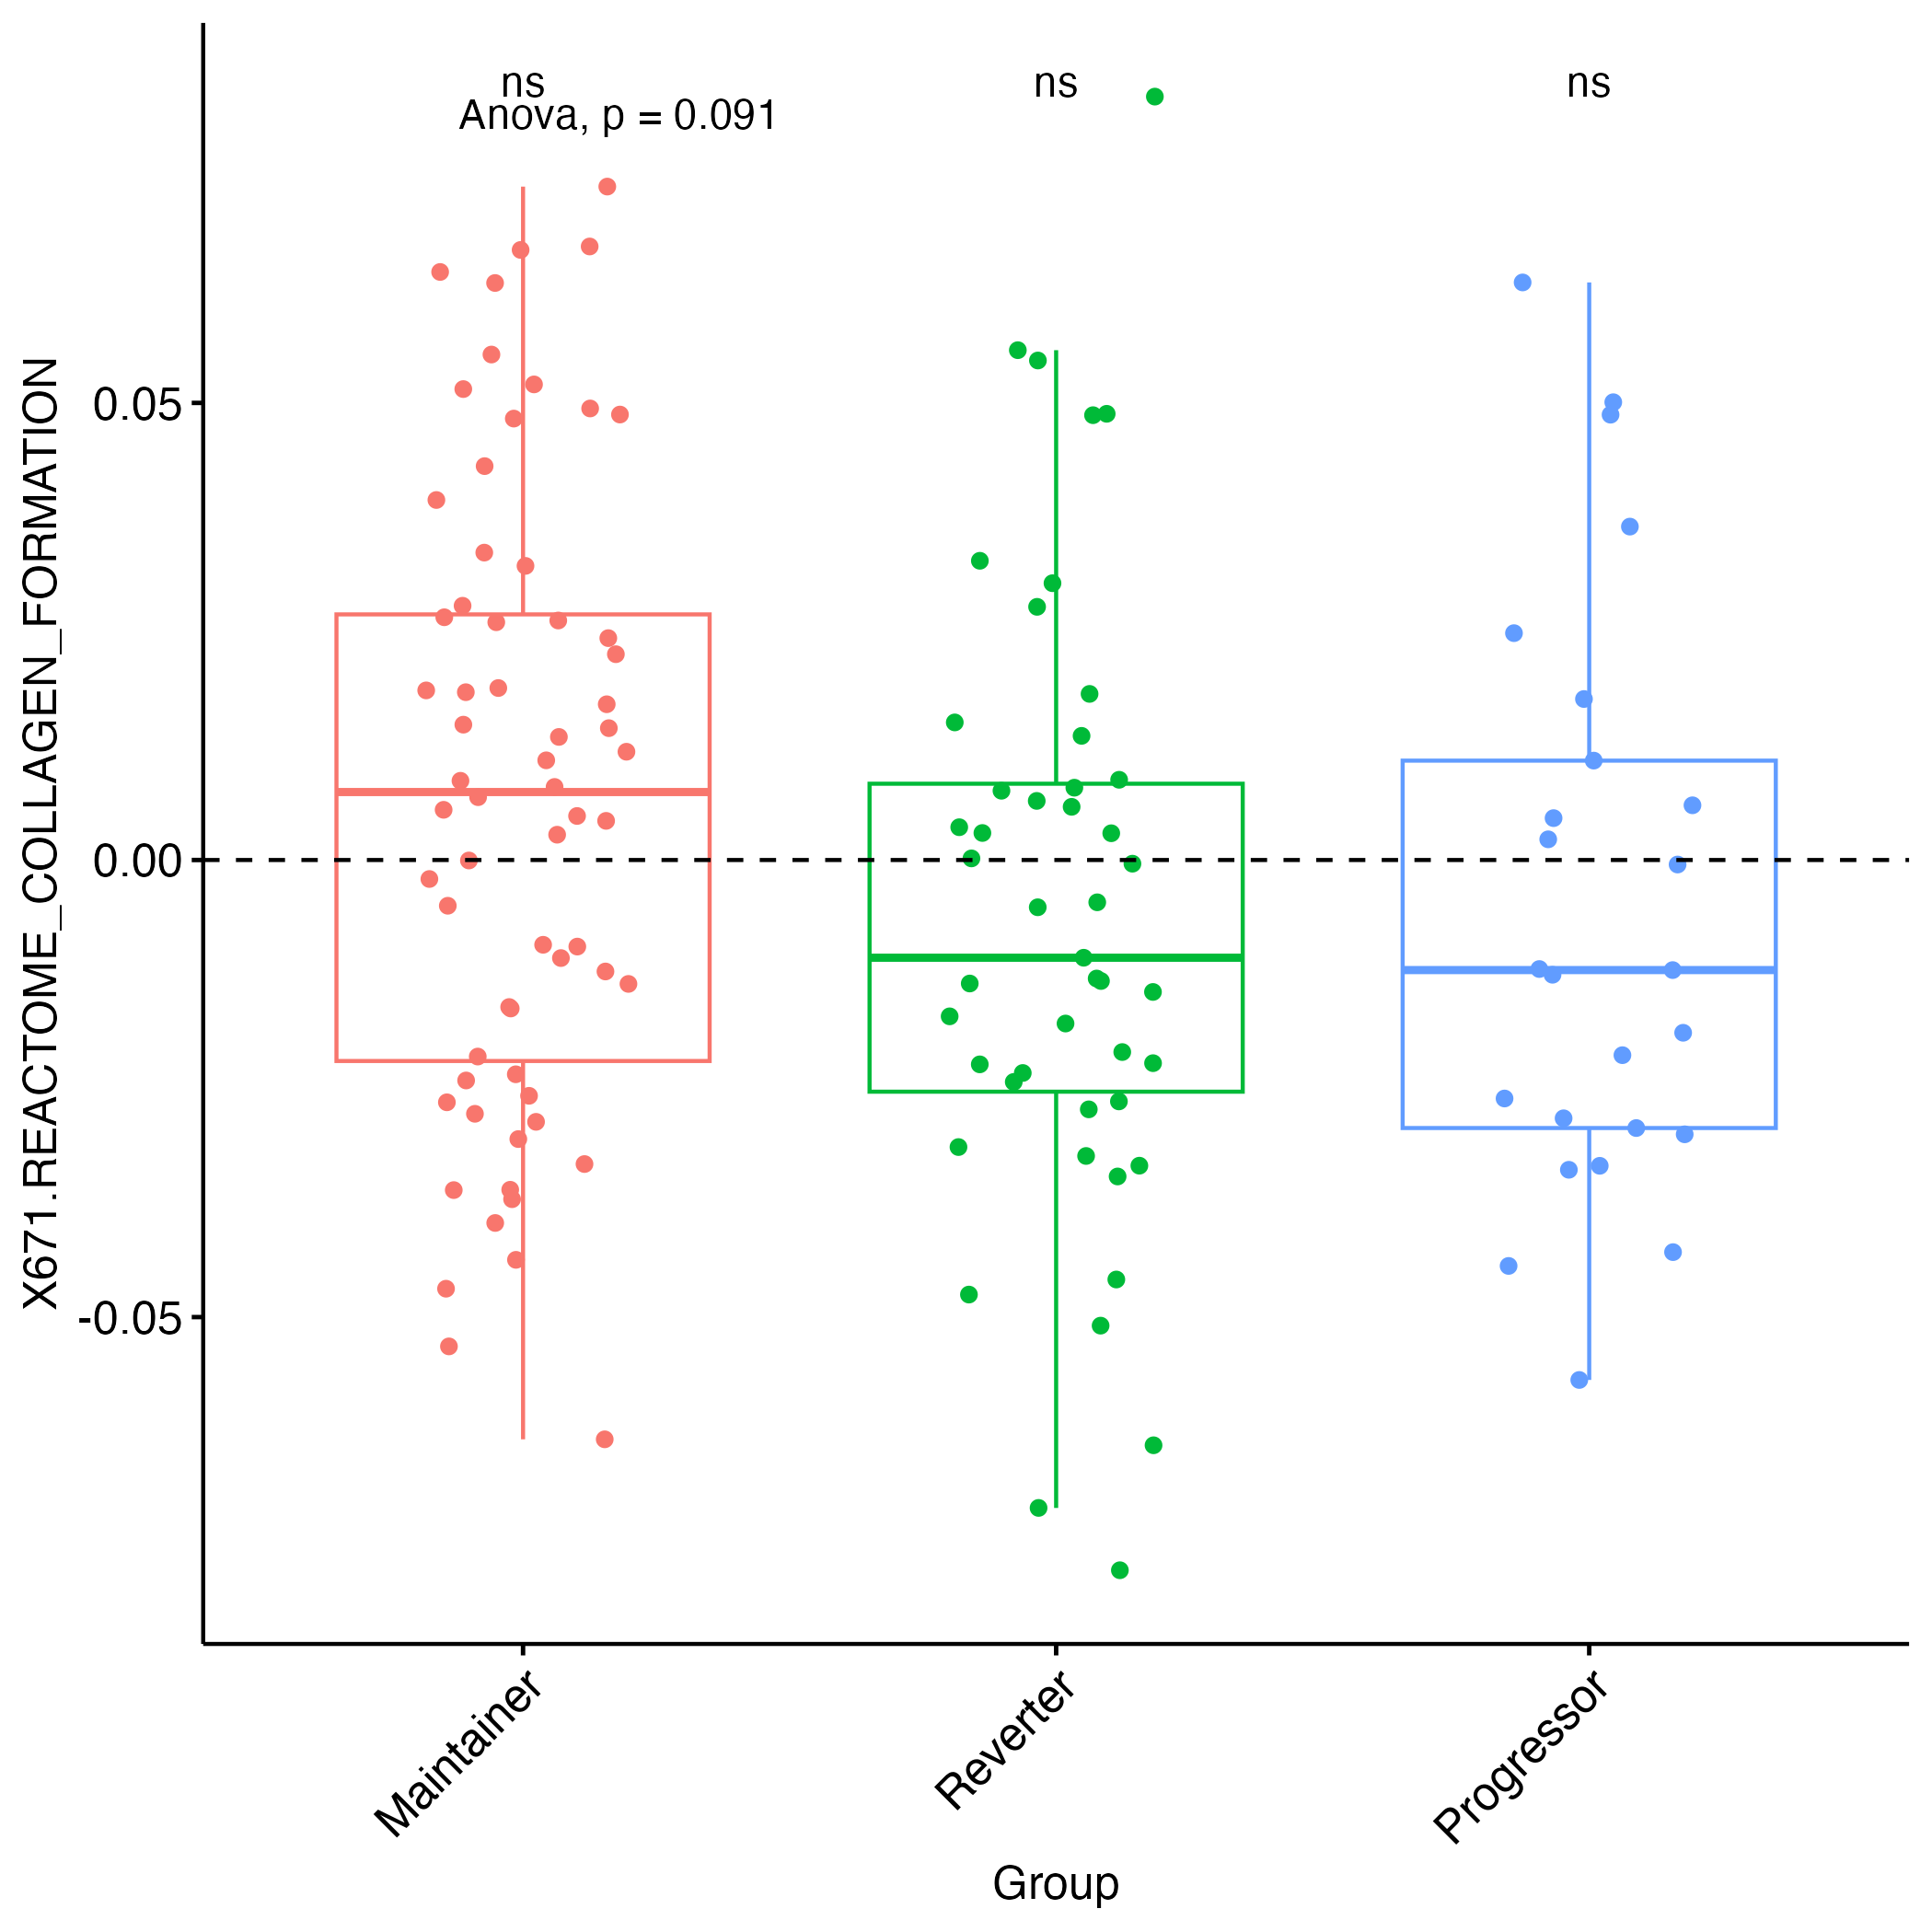 ns ns ns
Anova, p = 0.091
X671.REACTOME_COLLAGEN_FORMATION
0.05
0.00
-0.05
Maintainer
Reverter
Progressor
Group